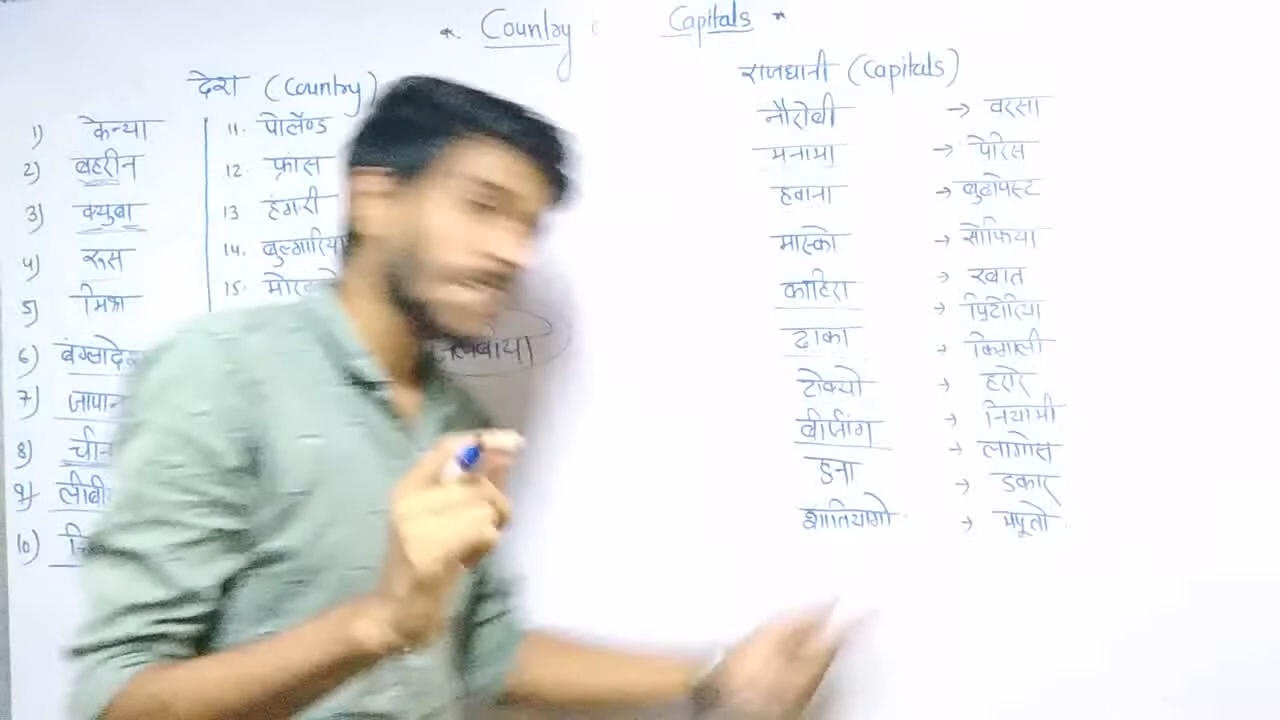 * Country Capitals *
देश (Country)
1) केन्या
2) बहरीन
3) क्युबा
4) रुस
5) मिश्र
6) बंग्लादेश
7) जापान
8) चीन
9) लीबी
10)
11. पोलैण्ड
12. फ्रांस
13 हंगरी
14. बुल्गारिया
15. मोर
राजधानी (Capitals)
नौरोबी → वरसा
मनामा → पेरिस
हवाना → बुडापेस्ट
मास्को → सोफिया
काहिरा → रबात
ढाका → प्रिटोरिया
टोक्यो → किगाली
बीजींग → हरारे
→ नियामी
→ लागोस
→ डकार
शांतियागो → मपूतो